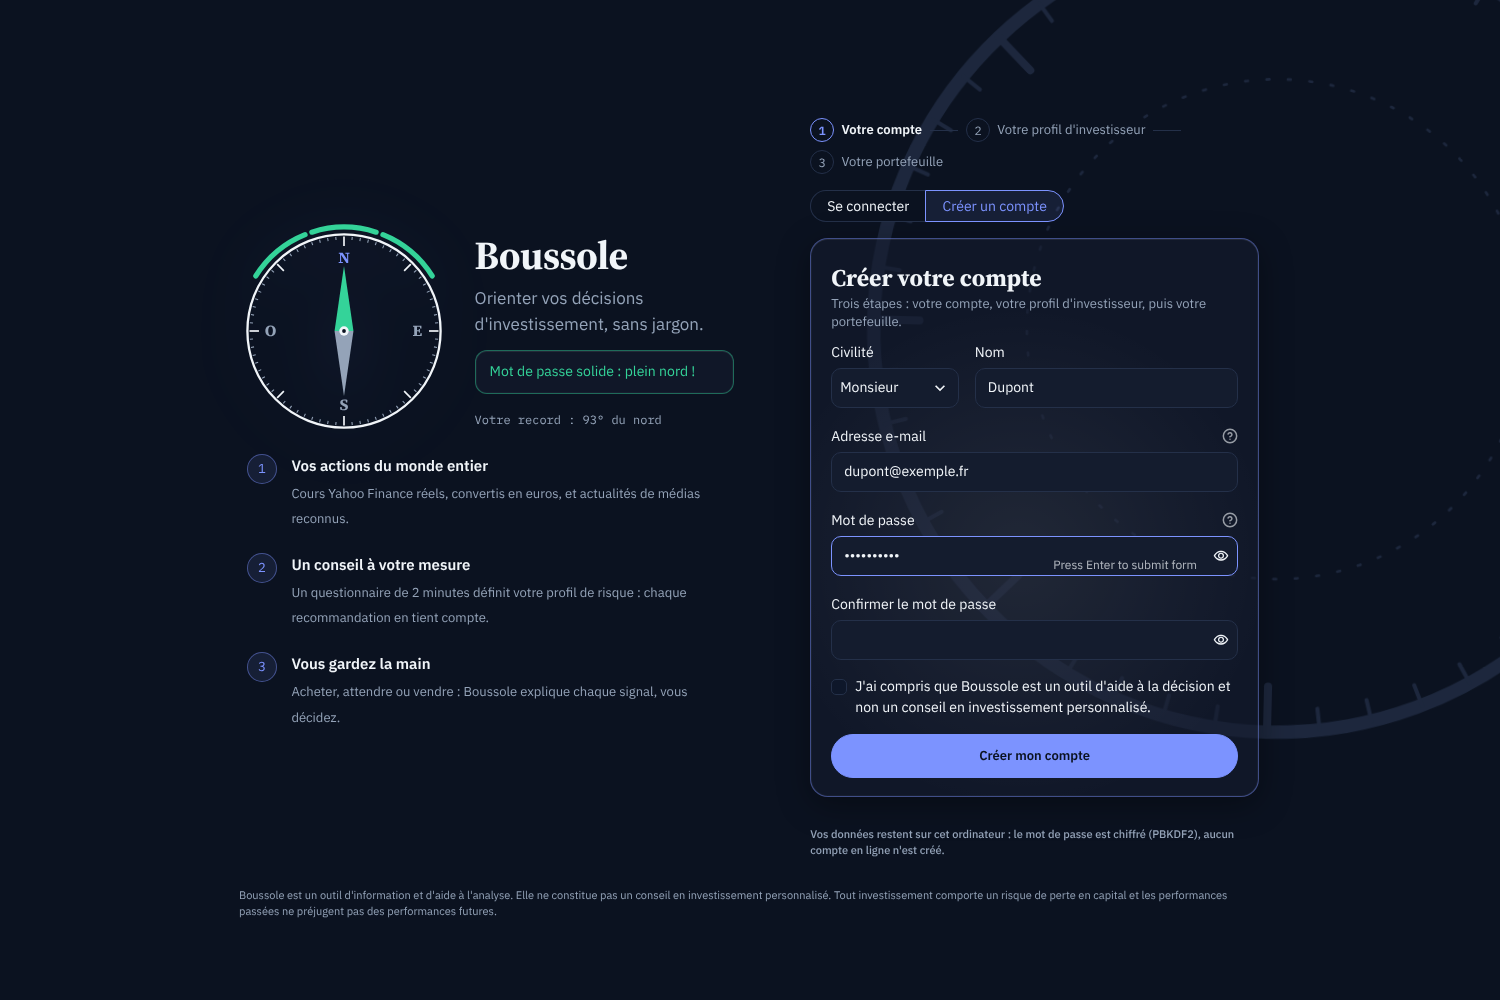 N
O
E
S
Boussole
Orienter vos décisions
d'investissement, sans jargon.
Mot de passe solide : plein nord !
Votre record : 93° du nord
1
Vos actions du monde entier
Cours Yahoo Finance réels, convertis en euros, et actualités de médias
reconnus.
2
Un conseil à votre mesure
Un questionnaire de 2 minutes définit votre profil de risque : chaque
recommandation en tient compte.
3
Vous gardez la main
Acheter, attendre ou vendre : Boussole explique chaque signal, vous
décidez.
1 Votre compte 2 Votre profil d'investisseur
3 Votre portefeuille
Se connecter Créer un compte
Créer votre compte
Trois étapes : votre compte, votre profil d'investisseur, puis votre
portefeuille.
Civilité Nom
Monsieur Dupont
Adresse e-mail ?
dupont@exemple.fr
Mot de passe ?
••••••••••
Press Enter to submit form
Confirmer le mot de passe
J'ai compris que Boussole est un outil d'aide à la décision et
non un conseil en investissement personnalisé.
Créer mon compte
Vos données restent sur cet ordinateur : le mot de passe est chiffré (PBKDF2), aucun
compte en ligne n'est créé.
Boussole est un outil d'information et d'aide à l'analyse. Elle ne constitue pas un conseil en investissement personnalisé. Tout investissement comporte un risque de perte en capital et les performances
passées ne préjugent pas des performances futures.